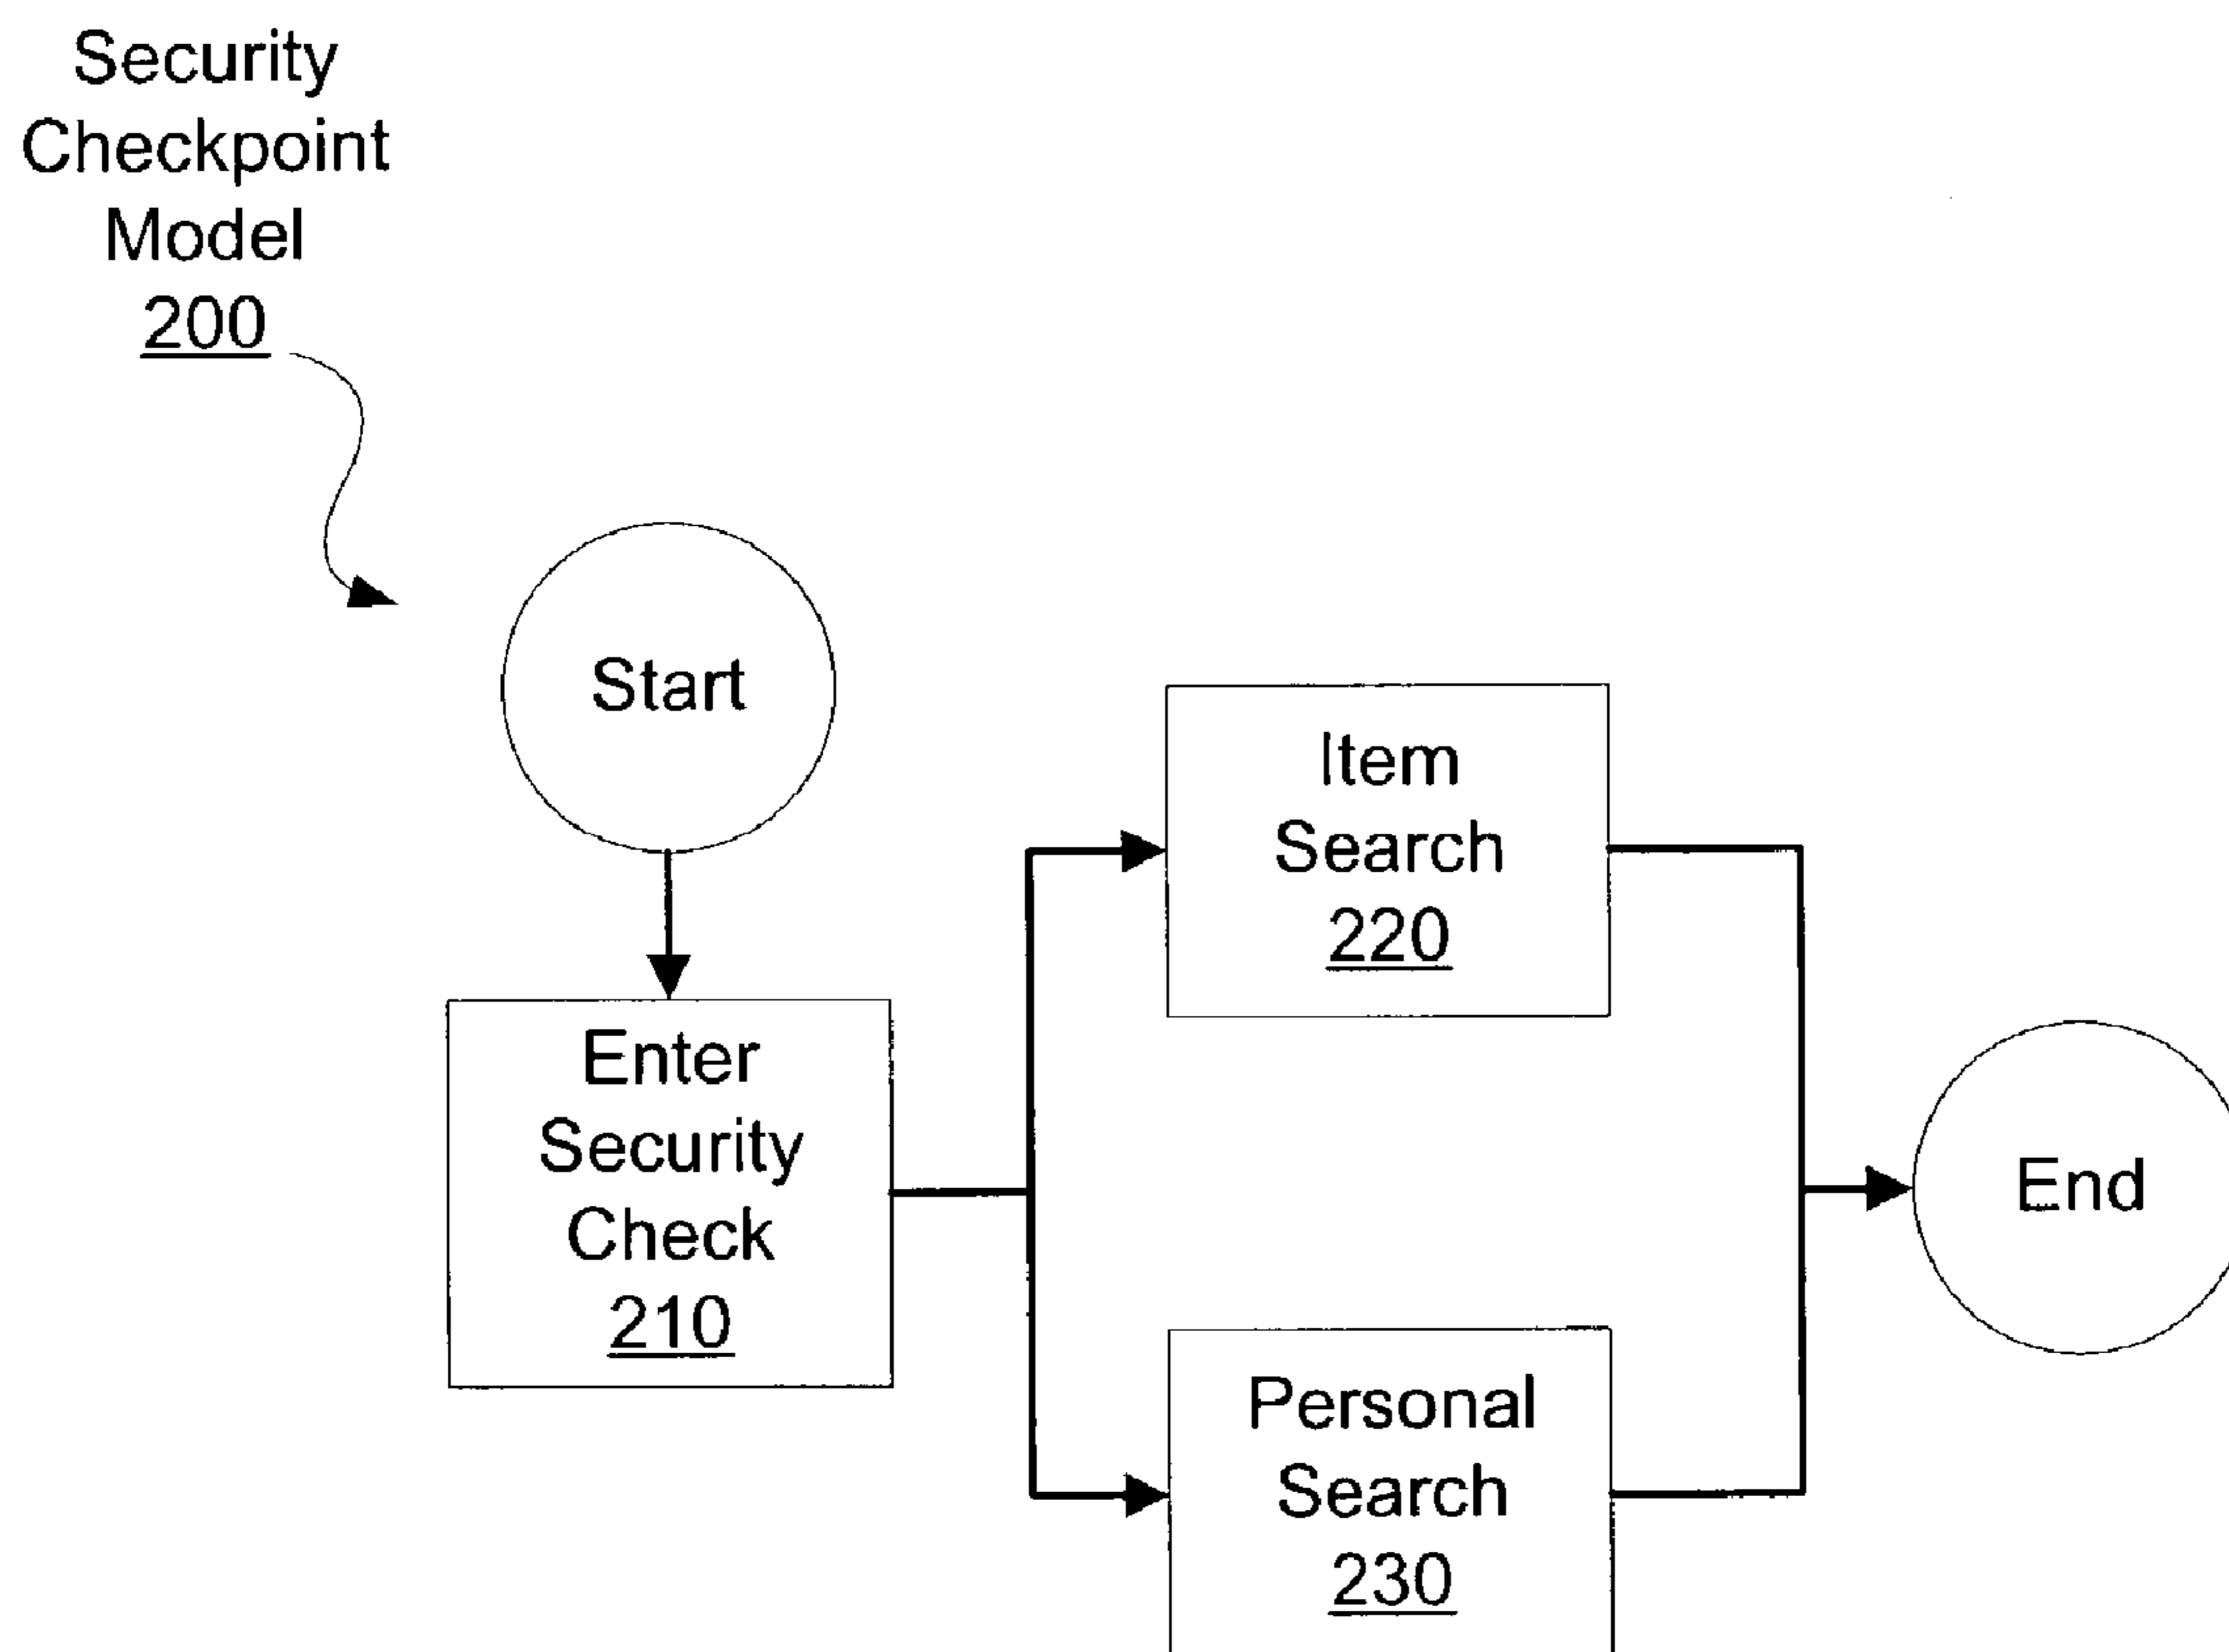 Security
Checkpoint
Model
200
Start
Item
Search
220
Enter
Security
Check
210
End
Personal
Search
230